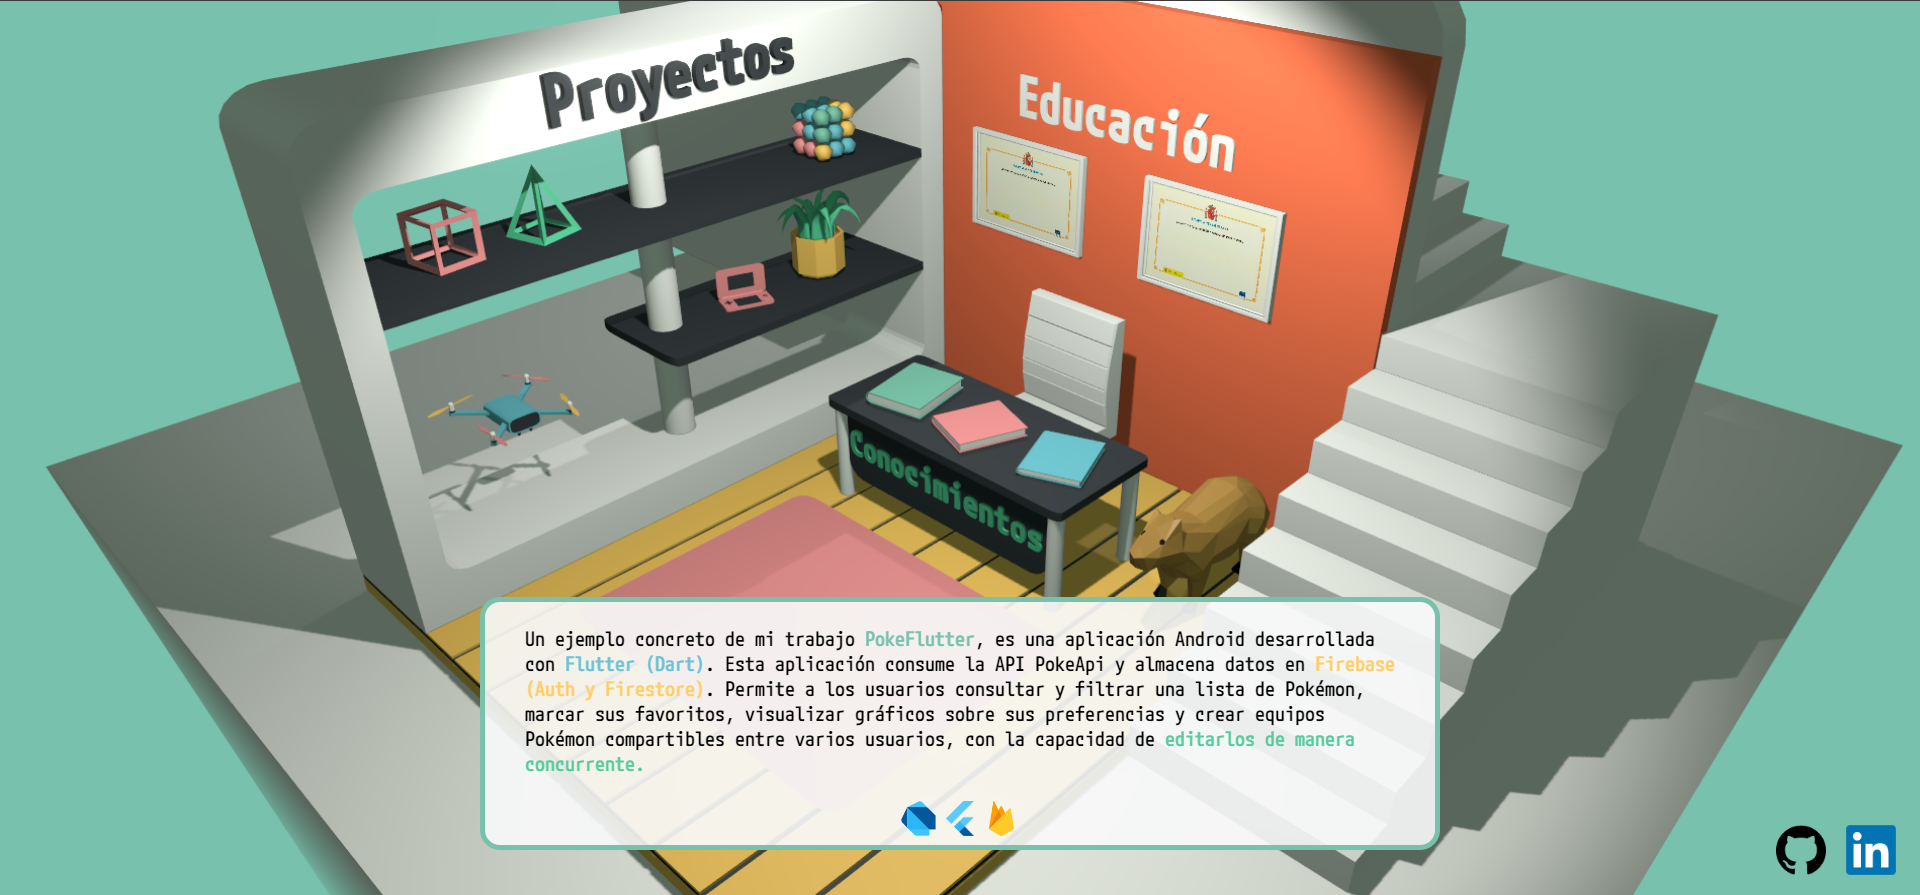 Proyectos
Educación
Conocimientos
Un ejemplo concreto de mi trabajo PokeFlutter, es una aplicación Android desarrollada
con Flutter (Dart). Esta aplicación consume la API PokeApi y almacena datos en Firebase
(Auth y Firestore). Permite a los usuarios consultar y filtrar una lista de Pokémon,
marcar sus favoritos, visualizar gráficos sobre sus preferencias y crear equipos
Pokémon compartibles entre varios usuarios, con la capacidad de editarlos de manera
concurrente.
in